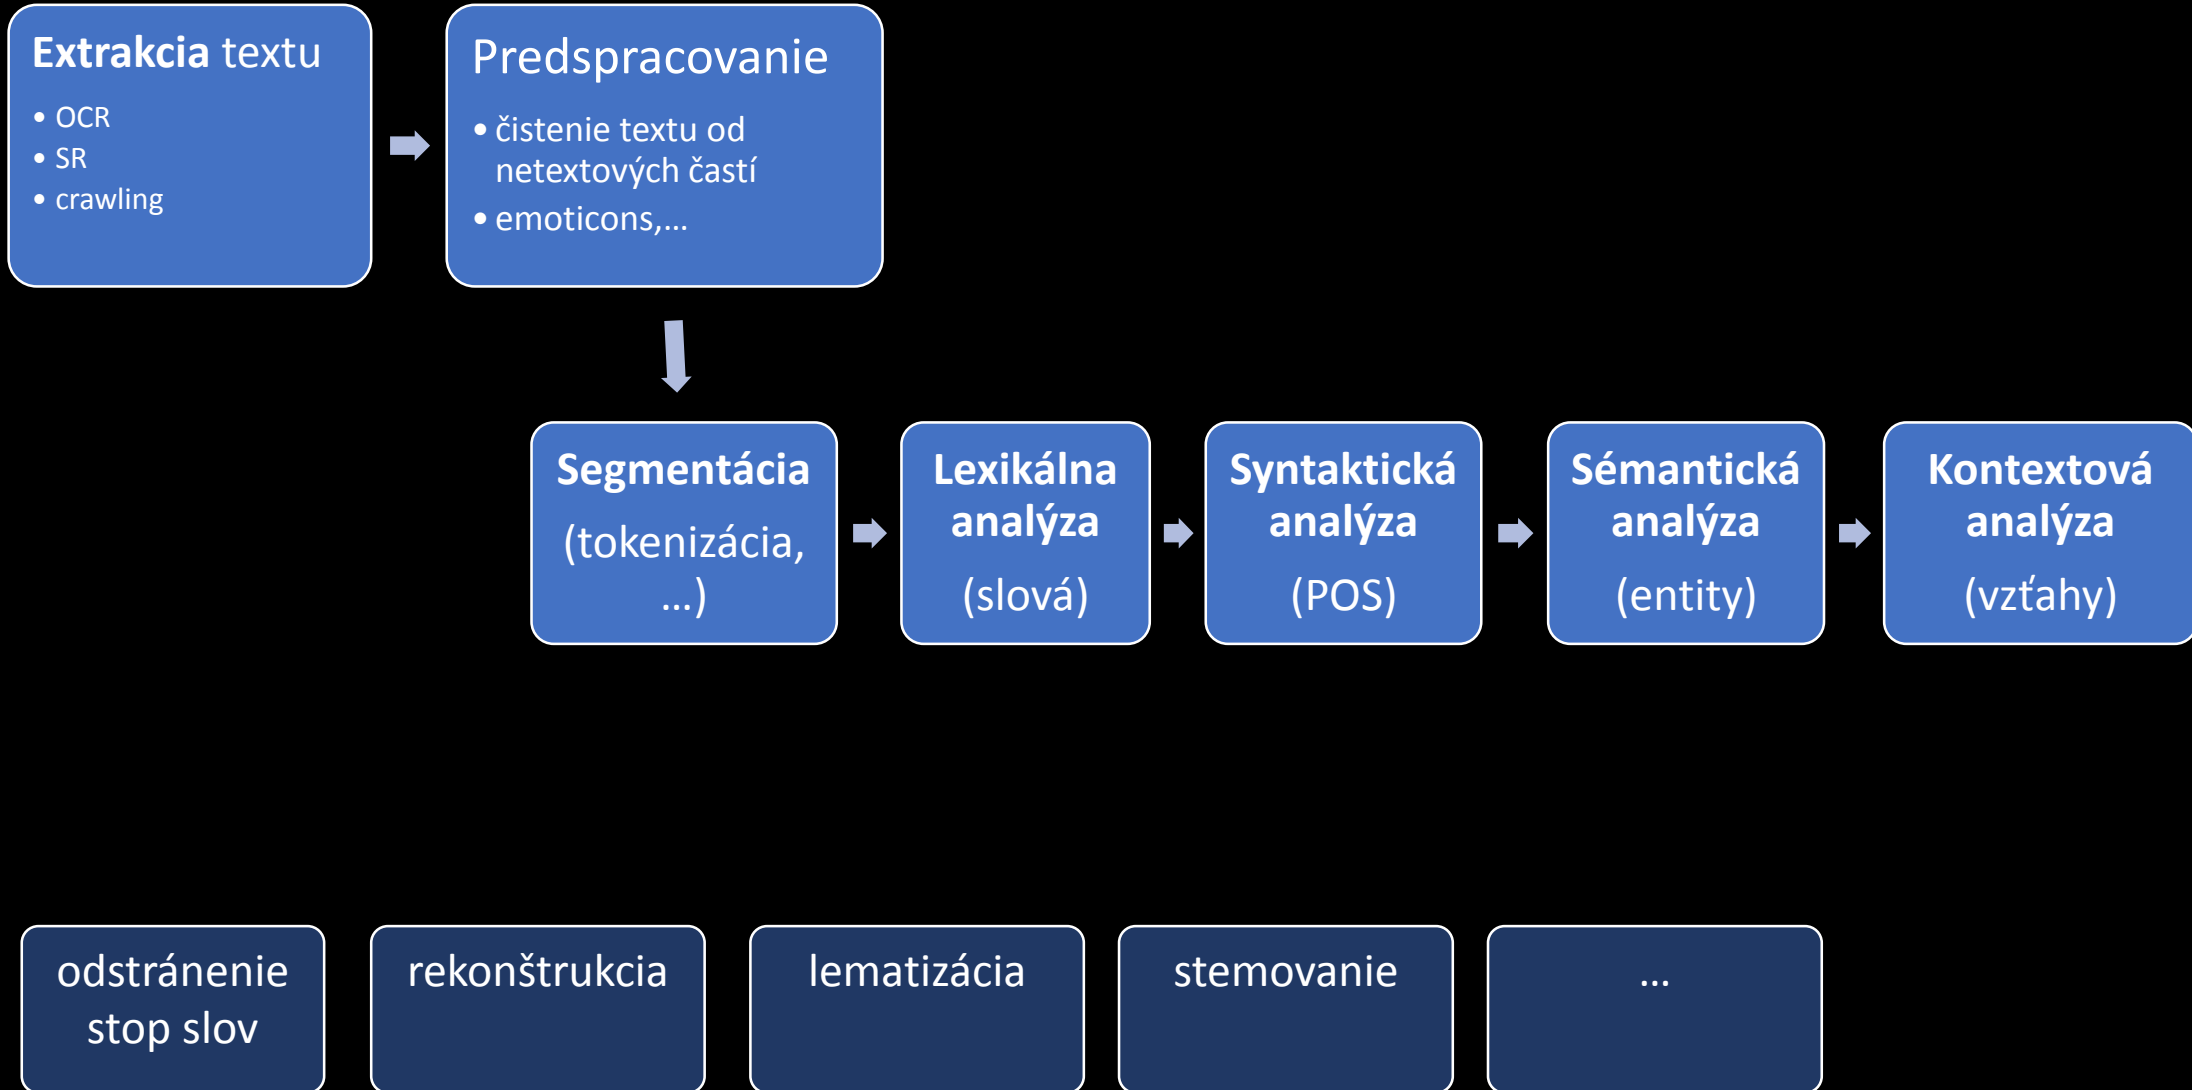 Extrakcia textu
• OCR
• SR
• crawling
Predspracovanie
• čistenie textu od
netextových častí
• emoticons,...
Segmentácia
(tokenizácia,
...)
Lexikálna
analýza
(slová)
Syntaktická
analýza
(POS)
Sémantická
analýza
(entity)
Kontextová
analýza
(vzťahy)
odstránenie
stop slov
rekonštrukcia
lematizácia
stemovanie
...